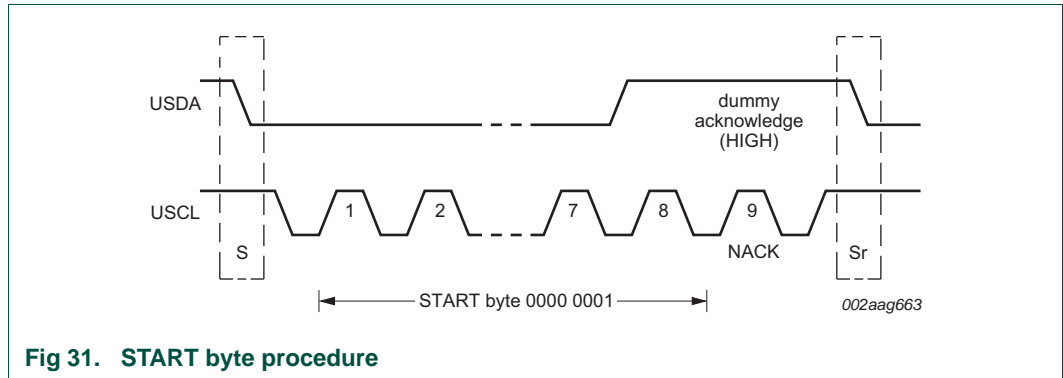 USDA
dummy
acknowledge
(HIGH)
USCL
1 2 7 8 9
S NACK Sr
START byte 0000 0001
002aag663
Fig 31. START byte procedure